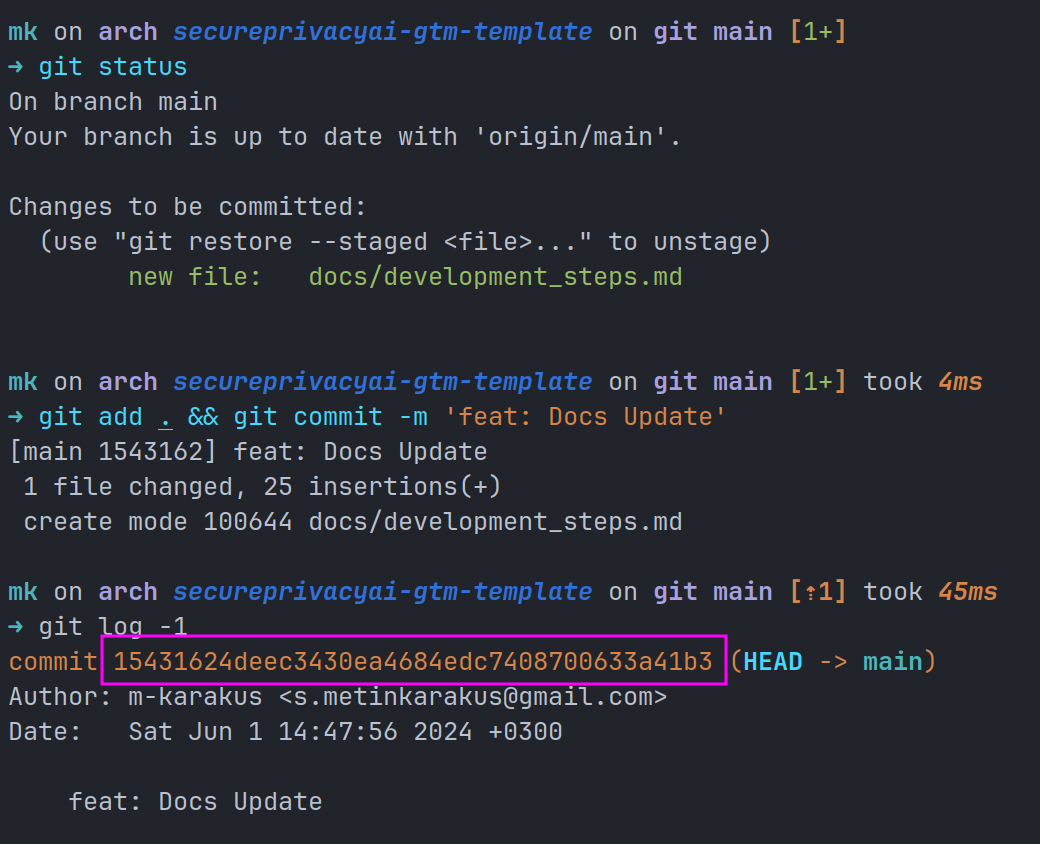 mk on arch secureprivacyai-gtm-template on git main [1+]
→ git status
On branch main
Your branch is up to date with 'origin/main'.
Changes to be committed:
  (use "git restore --staged <file>..." to unstage)
        new file:   docs/development_steps.md
mk on arch secureprivacyai-gtm-template on git main [1+] took 4ms
→ git add . && git commit -m 'feat: Docs Update'
[main 1543162] feat: Docs Update
 1 file changed, 25 insertions(+)
 create mode 100644 docs/development_steps.md
mk on arch secureprivacyai-gtm-template on git main [⇡1] took 45ms
→ git log -1
commit 15431624deec3430ea4684edc7408700633a41b3 (HEAD -> main)
Author: m-karakus <s.metinkarakus@gmail.com>
Date:   Sat Jun 1 14:47:56 2024 +0300
    feat: Docs Update